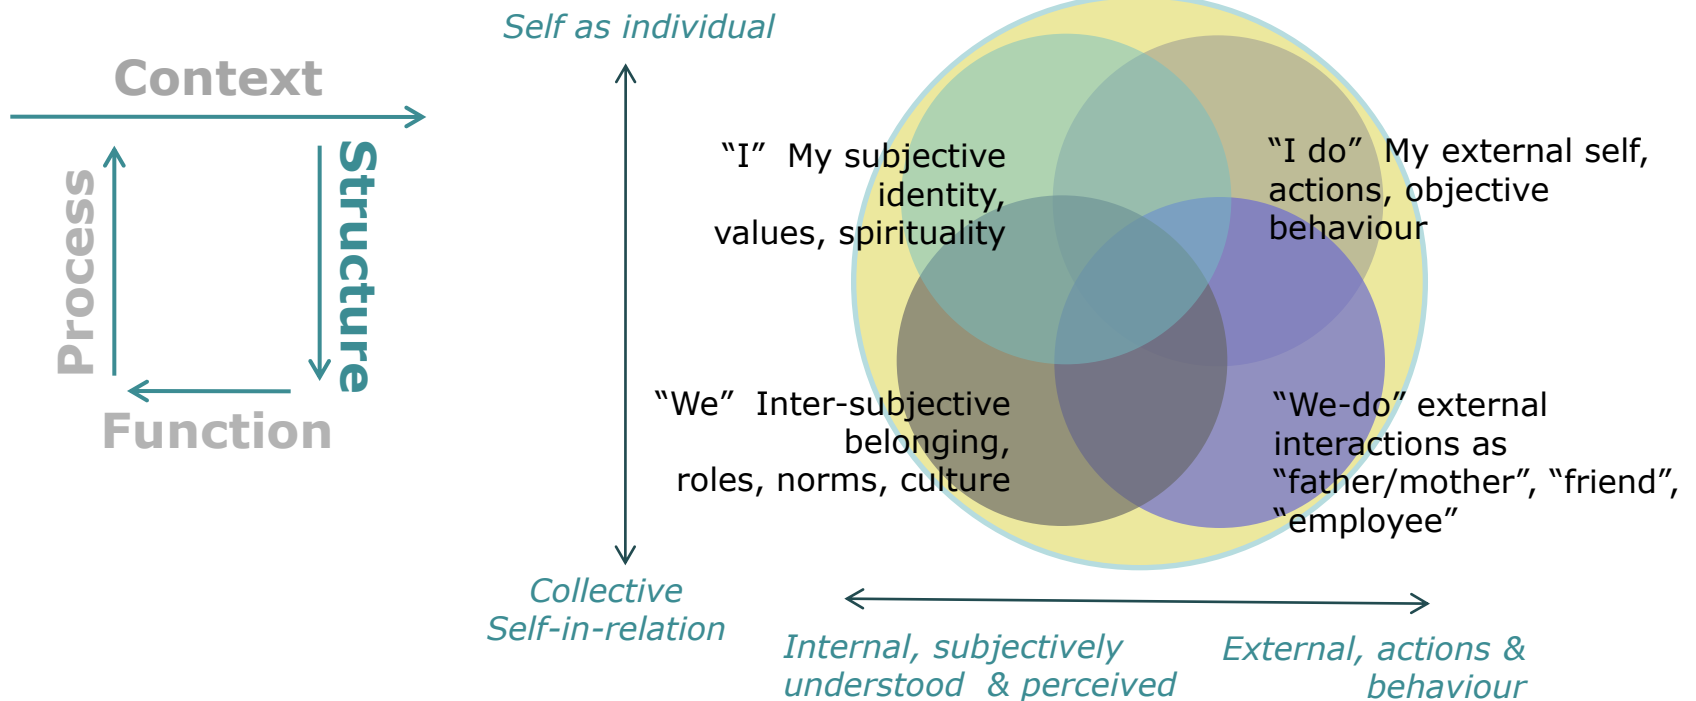 Self as individual
Context
Process
Structure
Function
“I”  My subjective
identity,
values, spirituality
“I do”  My external self,
actions, objective
behaviour
“We”  Inter-subjective
belonging,
roles, norms, culture
“We-do” external
interactions as
“father/mother”, “friend”,
“employee”
Collective
Self-in-relation
Internal, subjectively
understood  & perceived
External, actions &
behaviour